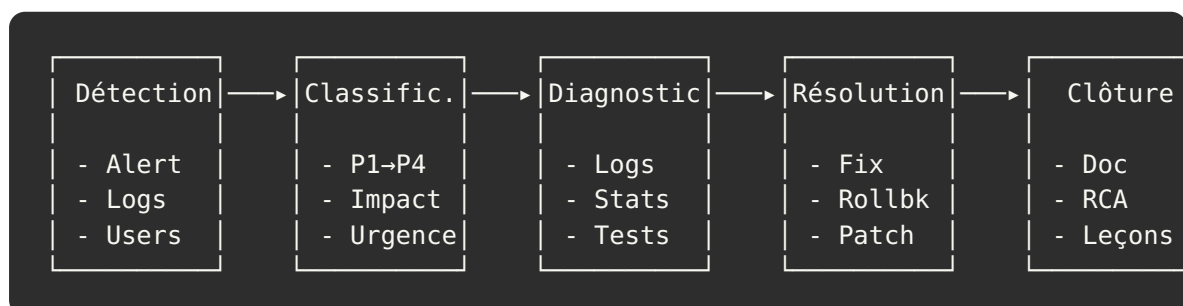 Détection Classific. Diagnostic Résolution Clôture
- Alert - P1→P4 - Logs - Fix - Doc
- Logs - Impact - Stats - Rollbk - RCA
- Users - Urgence - Tests - Patch - Leçons